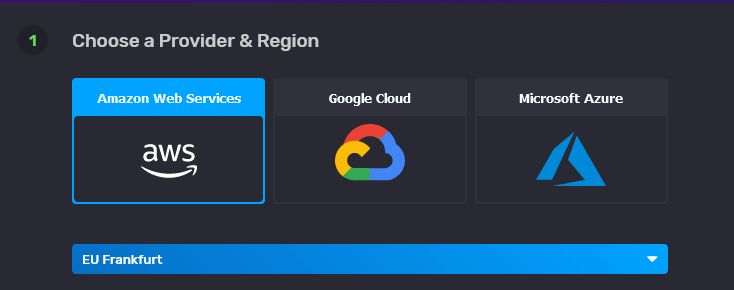 1
Choose a Provider & Region
Amazon Web Services
Google Cloud
Microsoft Azure
aws
EU Frankfurt